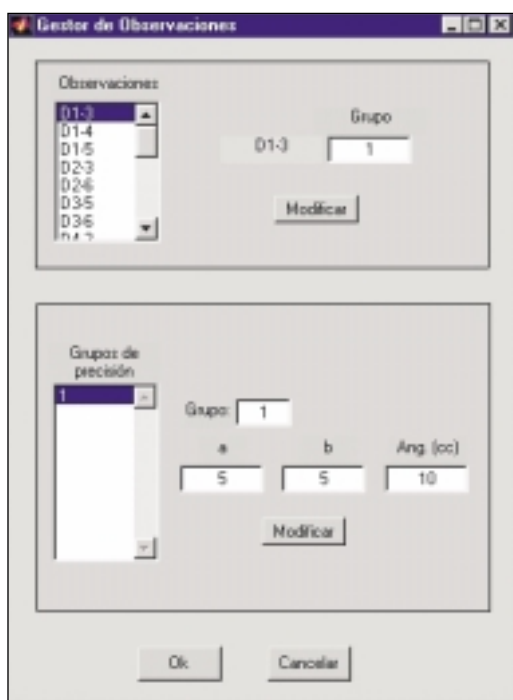 Gestor de Observaciones
Observaciones
D1-3
D1-4
D1-5
D2-3
D2-6
D3-5
D3-6
Grupo
D1-3
1
Modificar
Grupos de
precisión
1
Grupo: 1
a b Ang. (cc)
5 5 10
Modificar
Ok Cancelar